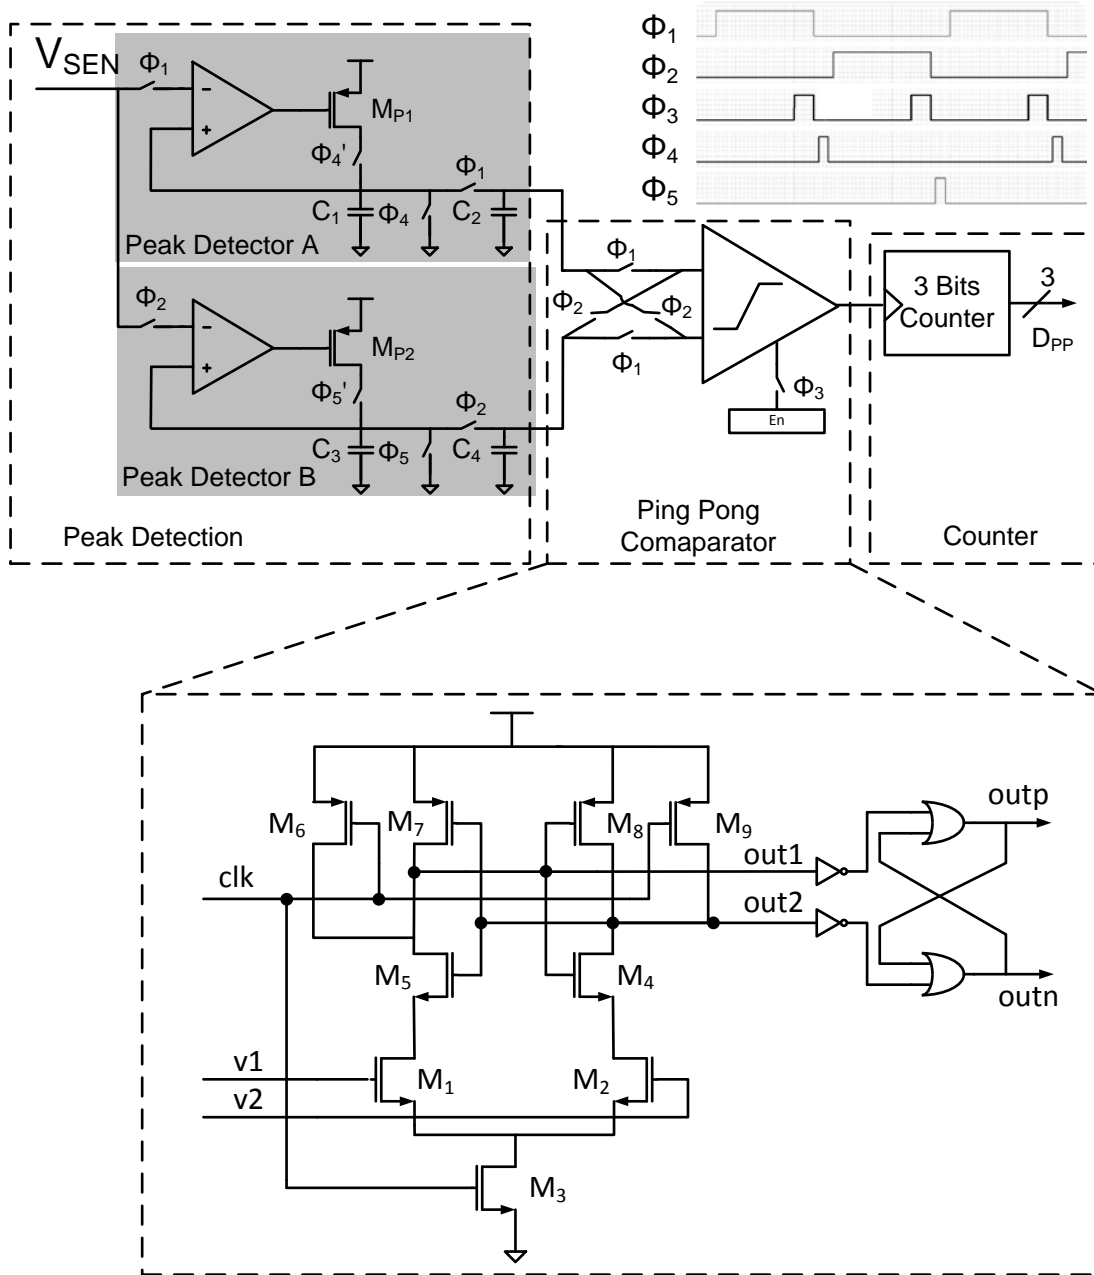 V_SEN
Φ1
M_P1
Φ4'
Φ1
C1
Φ4
C2
Peak Detector A
Φ2
M_P2
Φ5'
Φ2
C3
Φ5
C4
Peak Detector B
Peak Detection
Φ1
Φ2
Φ3
Φ4
Φ5
Φ1
Φ2
Φ2
Φ1
Φ3
En
Ping Pong
Comaparator
3 Bits
Counter
3
D_PP
Counter
M6
M7
M8
M9
clk
out1
out2
outp
outn
M5
M4
v1
v2
M1
M2
M3
-
+
-
+